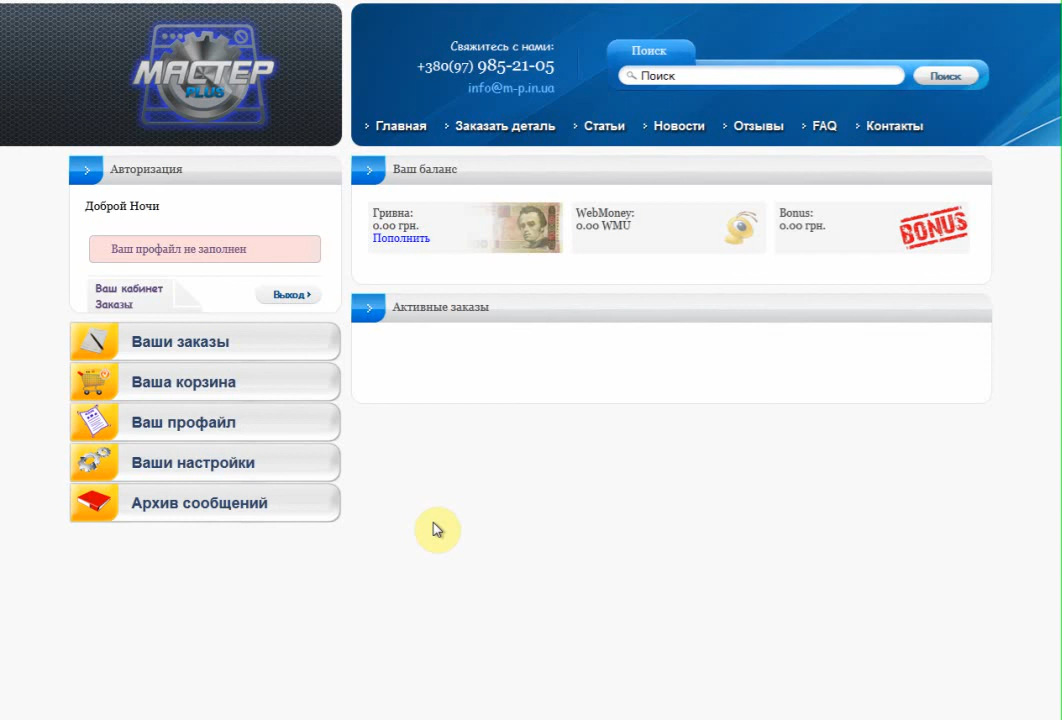 МАСТЕР
PLUS
Свяжитесь с нами:
+380(97) 985-21-05
info@m-p.in.ua
Поиск
Поиск
Поиск
Главная
Заказать деталь
Статьи
Новости
Отзывы
FAQ
Контакты
Авторизация
Доброй Ночи
Ваш профайл не заполнен
Ваш кабинет
Заказы
Выход
Ваши заказы
Ваша корзина
Ваш профайл
Ваши настройки
Архив сообщений
Ваш баланс
Гривна:
0.00 грн.
Пополнить
WebMoney:
0.00 WMU
Bonus:
0.00 грн.
BONUS
Активные заказы